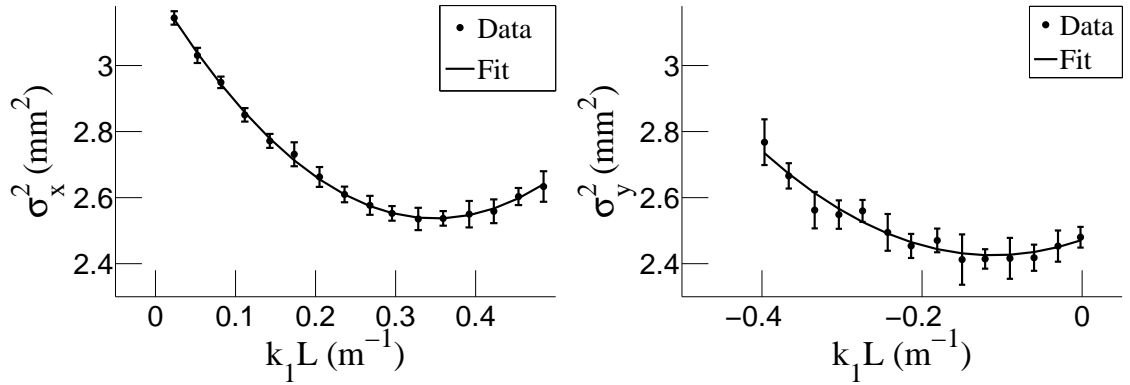 Data
Fit
3
2.8
2.6
2.4
σ²ₓ (mm²)
0
0.1
0.2
0.3
0.4
k₁L (m⁻¹)
Data
Fit
3
2.8
2.6
2.4
σ²ᵧ (mm²)
−0.4
−0.2
0
k₁L (m⁻¹)